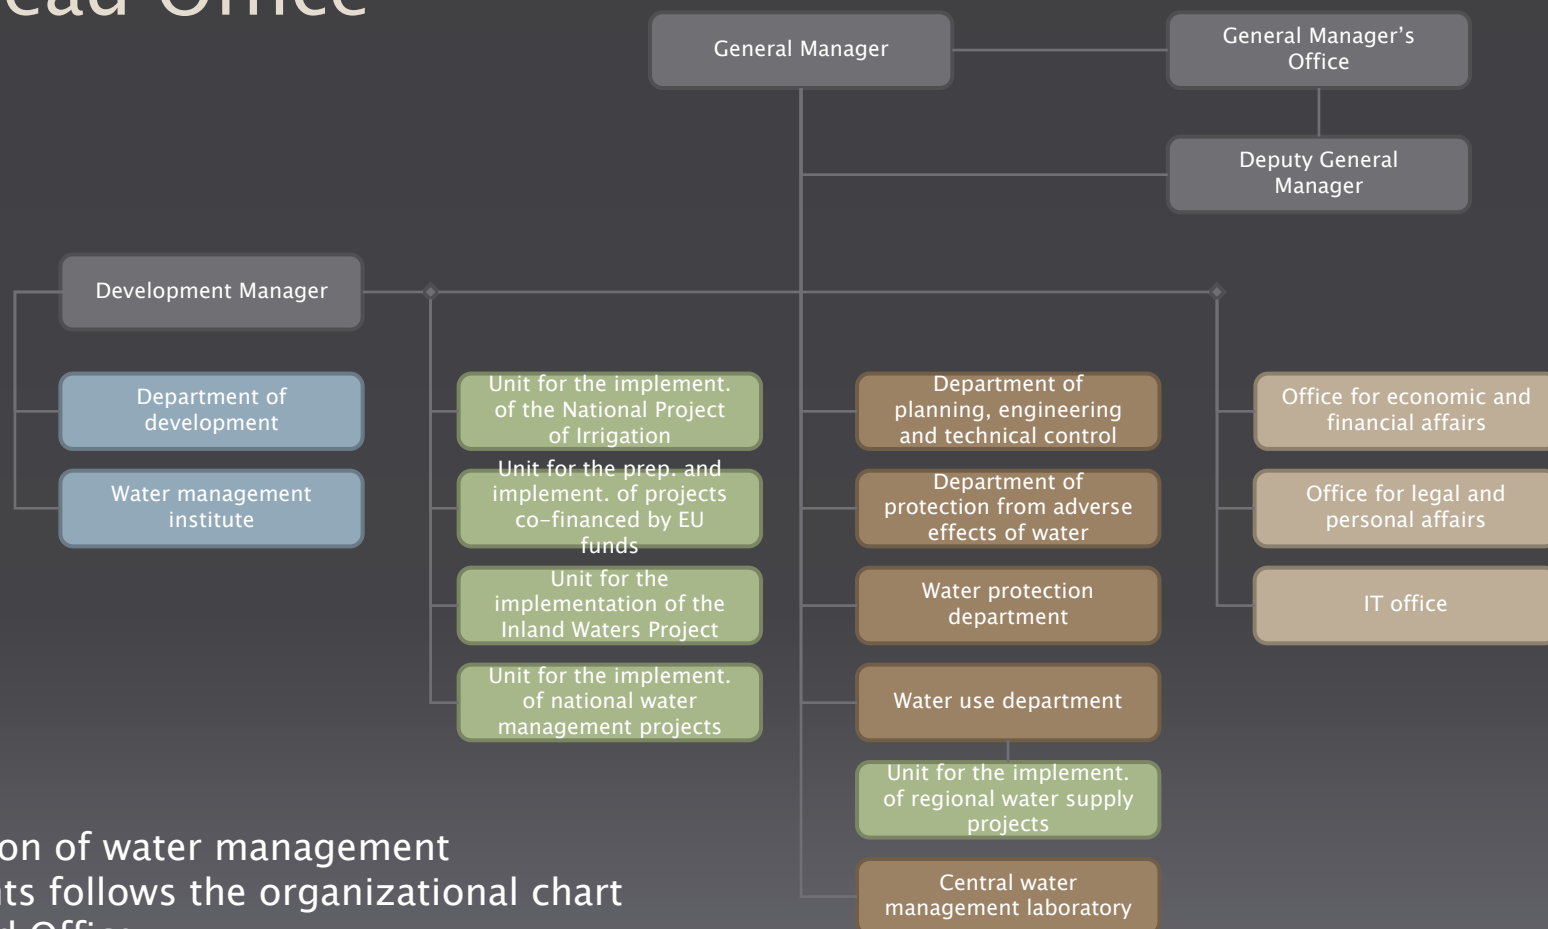 Office
General Manager
General Manager's
Office
Deputy General
Manager
Development Manager
Department of
development
Water management
institute
Unit for the implement.
of the National Project
of Irrigation
Unit for the prep. and
implement. of projects
co-financed by EU
funds
Unit for the
implementation of the
Inland Waters Project
Unit for the implement.
of national water
management projects
Department of
planning, engineering
and technical control
Department of
protection from adverse
effects of water
Water protection
department
Water use department
Unit for the implement.
of regional water supply
projects
Central water
management laboratory
Office for economic and
financial affairs
Office for legal and
personal affairs
IT office
of water management
follows the organizational chart